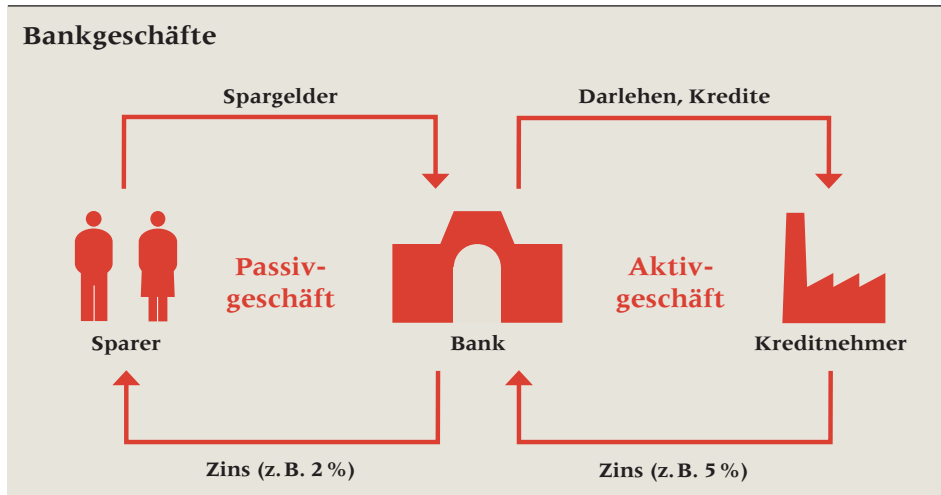 Bankgeschäfte
Spargelder
Darlehen, Kredite
Passiv-
geschäft
Aktiv-
geschäft
Sparer
Bank
Kreditnehmer
Zins (z. B. 2 %)
Zins (z. B. 5 %)